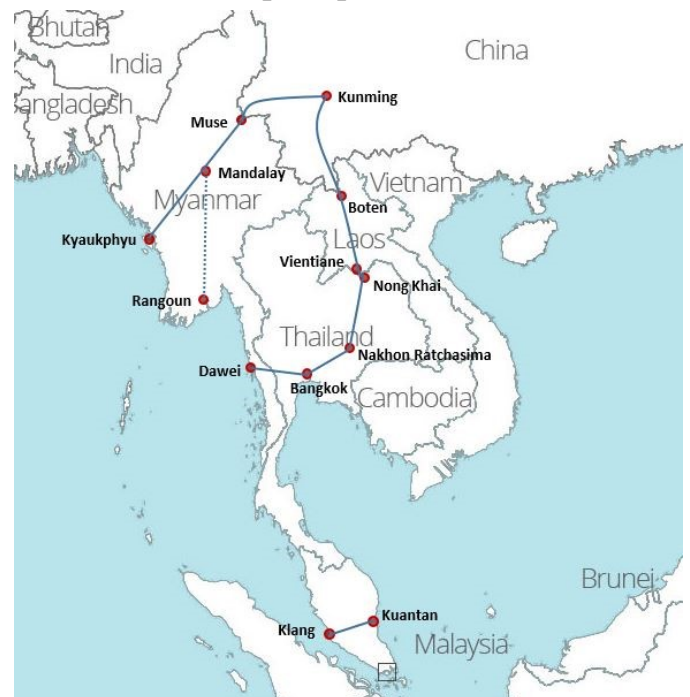 Bhutan
India
China
Bangladesh
Kunming
Muse
Mandalay
Vietnam
Myanmar
Boten
Kyaukphyu
Laos
Vientiane
Nong Khai
Rangoun
Thailand
Nakhon Ratchasima
Dawei
Bangkok
Cambodia
Brunei
Kuantan
Klang
Malaysia